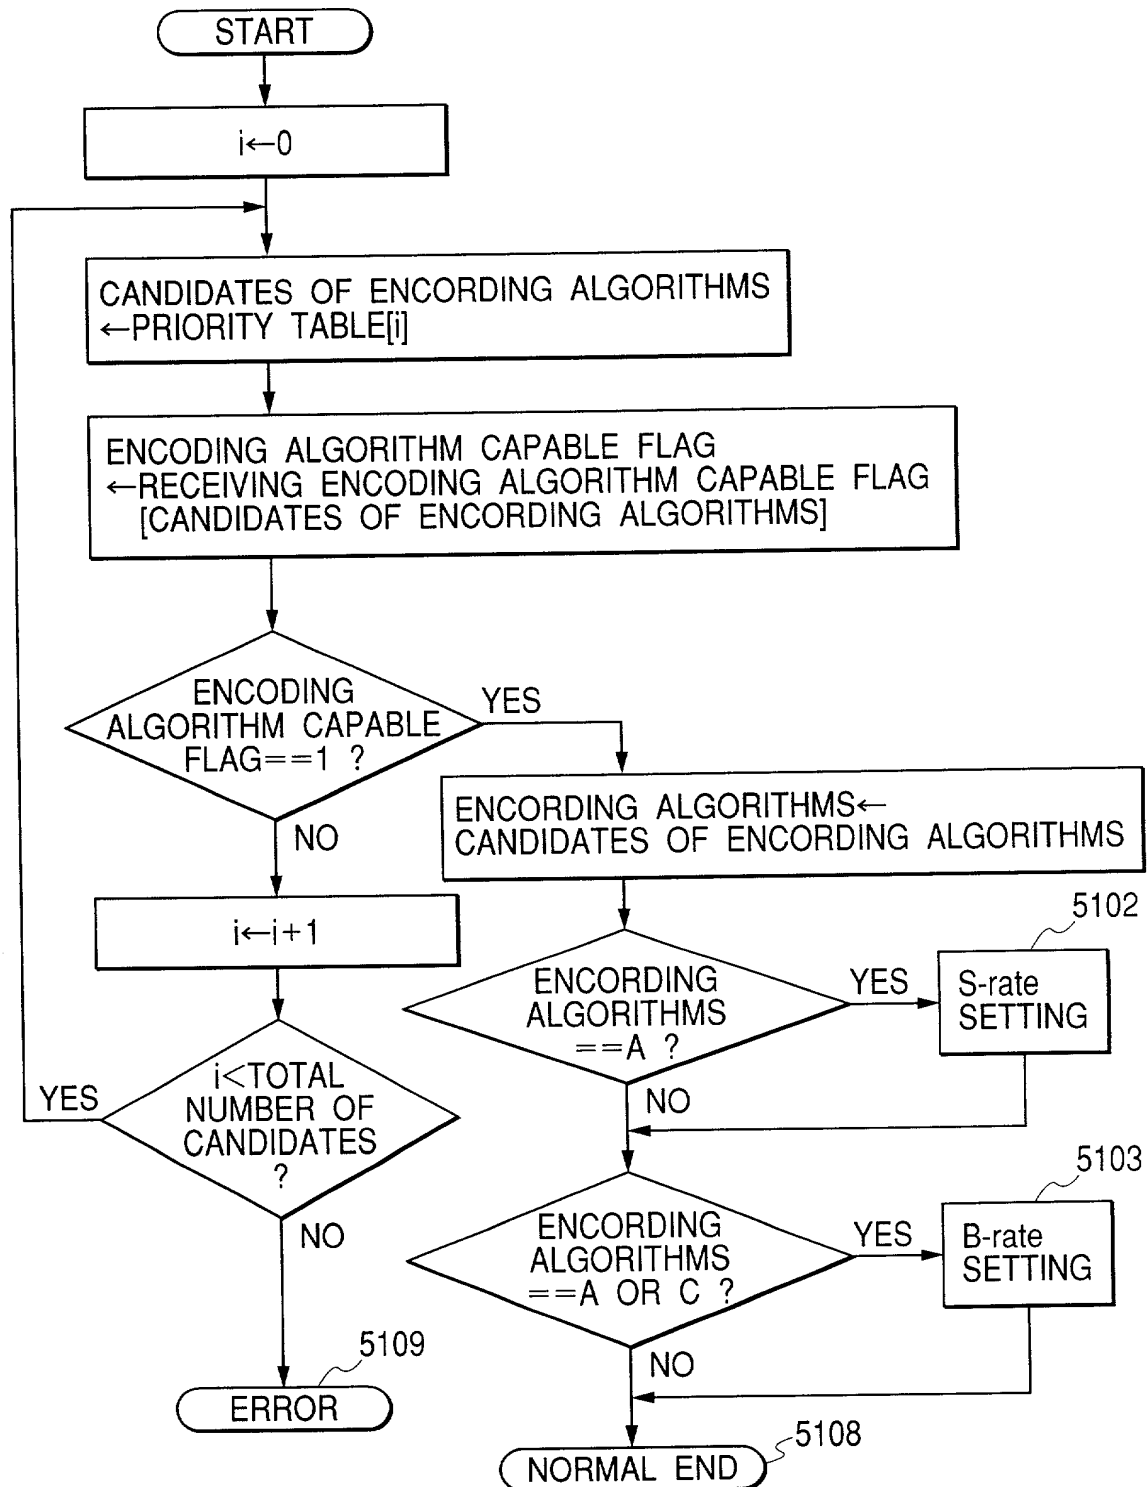 START
i←0
CANDIDATES OF ENCORDING ALGORITHMS
←PRIORITY TABLE[i]
ENCODING ALGORITHM CAPABLE FLAG
←RECEIVING ENCODING ALGORITHM CAPABLE FLAG
[CANDIDATES OF ENCORDING ALGORITHMS]
ENCODING
ALGORITHM CAPABLE
FLAG==1 ?
YES
NO
ENCORDING ALGORITHMS←
CANDIDATES OF ENCORDING ALGORITHMS
i←i+1
5102
ENCORDING
ALGORITHMS
==A ?
YES
S-rate
SETTING
NO
i<TOTAL
NUMBER OF
CANDIDATES
?
YES
NO
5103
ENCORDING
ALGORITHMS
==A OR C ?
YES
B-rate
SETTING
NO
5109
ERROR
5108
NORMAL END